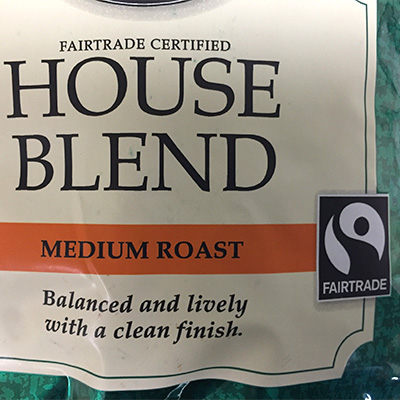 FAIRTRADE CERTIFIED
HOUSE
BLEND
MEDIUM ROAST
FAIRTRADE
Balanced and lively
with a clean finish.